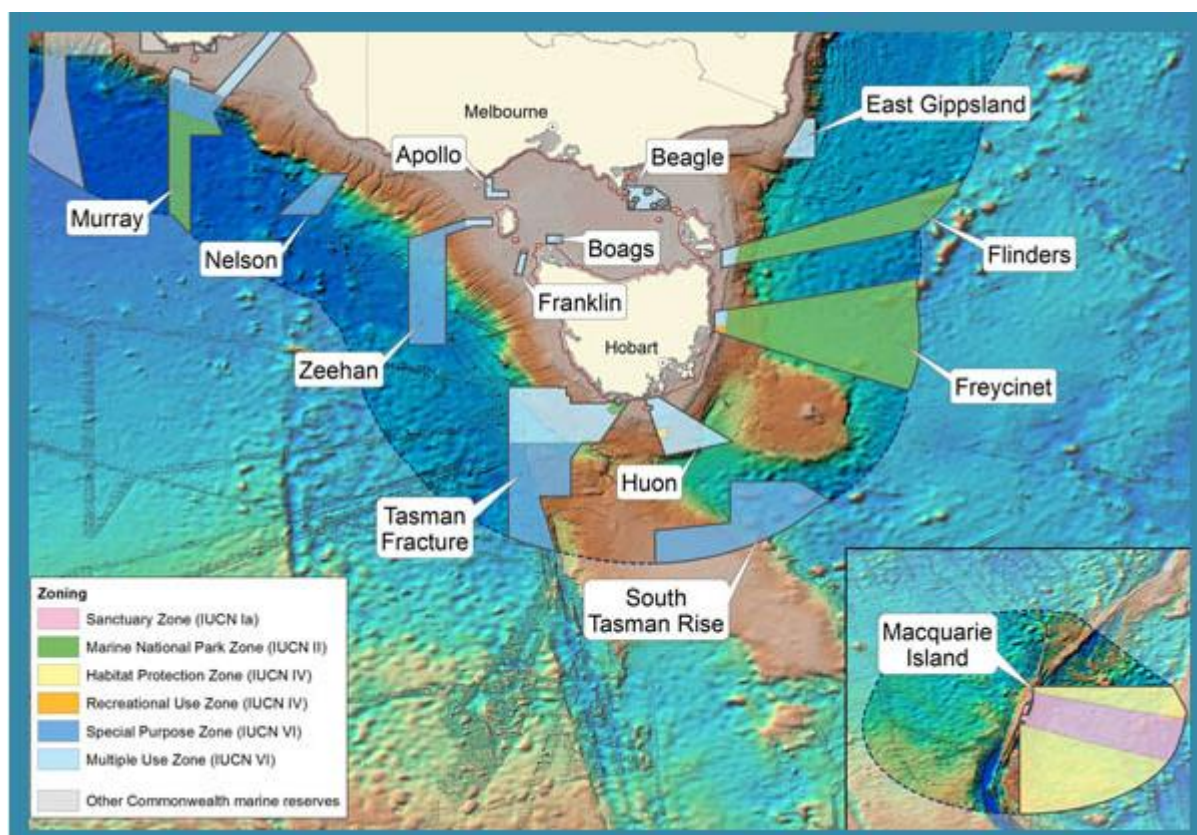 Melbourne
East Gippsland
Apollo
Beagle
Murray
Nelson
Boags
Flinders
Franklin
Hobart
Zeehan
Freycinet
Huon
Tasman
Fracture
South
Tasman Rise
Macquarie
Island
Zoning
Sanctuary Zone (IUCN Ia)
Marine National Park Zone (IUCN II)
Habitat Protection Zone (IUCN IV)
Recreational Use Zone (IUCN IV)
Special Purpose Zone (IUCN VI)
Multiple Use Zone (IUCN VI)
Other Commonwealth marine reserves